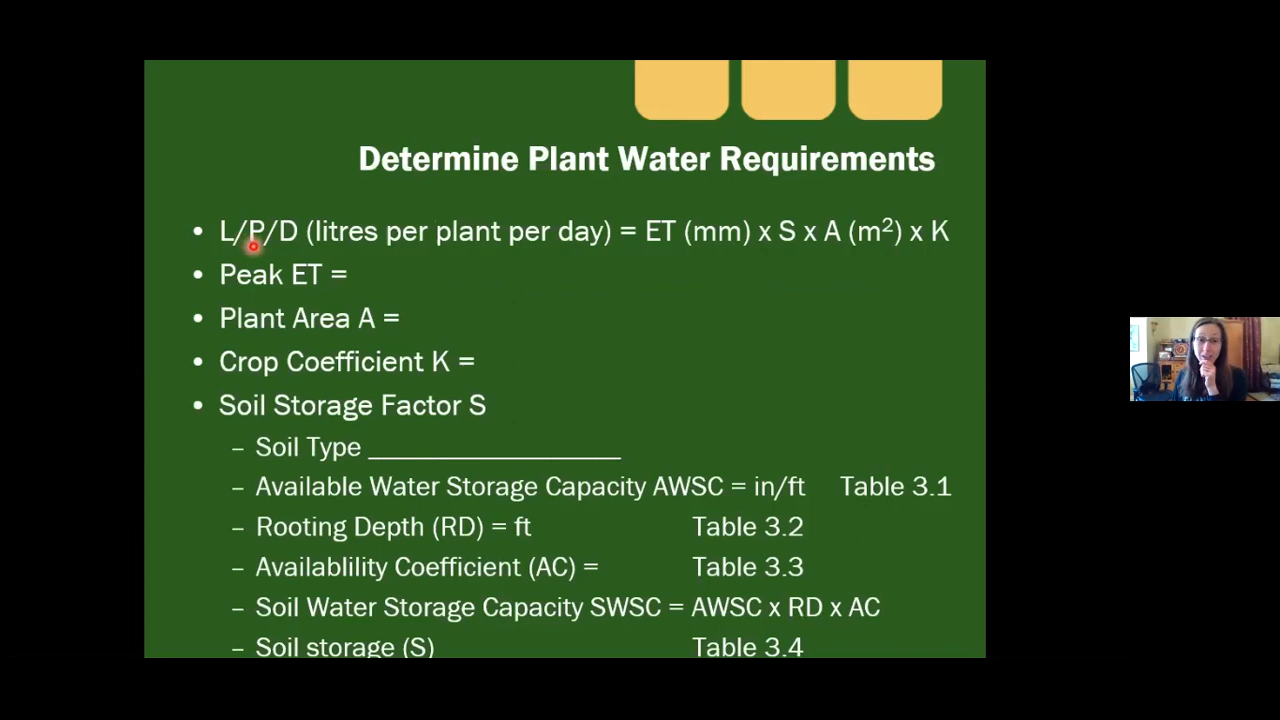 Determine Plant Water Requirements
• L/P/D (litres per plant per day) = ET (mm) x S x A (m²) x K
• Peak ET =
• Plant Area A =
• Crop Coefficient K =
• Soil Storage Factor S
– Soil Type ___________________
– Available Water Storage Capacity AWSC = in/ft Table 3.1
– Rooting Depth (RD) = ft Table 3.2
– Availablility Coefficient (AC) = Table 3.3
– Soil Water Storage Capacity SWSC = AWSC x RD x AC
– Soil storage (S) Table 3.4